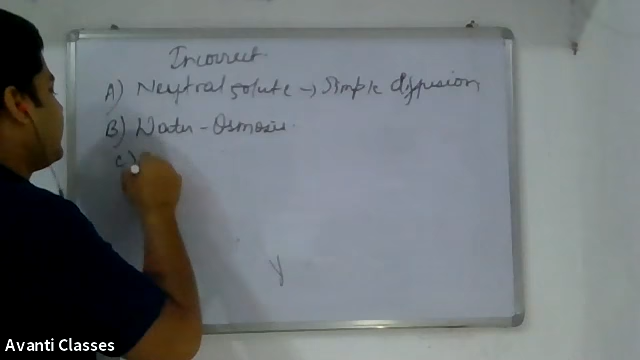 Incorrect
A) Neutral solute → Simple diffusion
B) Water - Osmosis.
C)
y
Avanti Classes